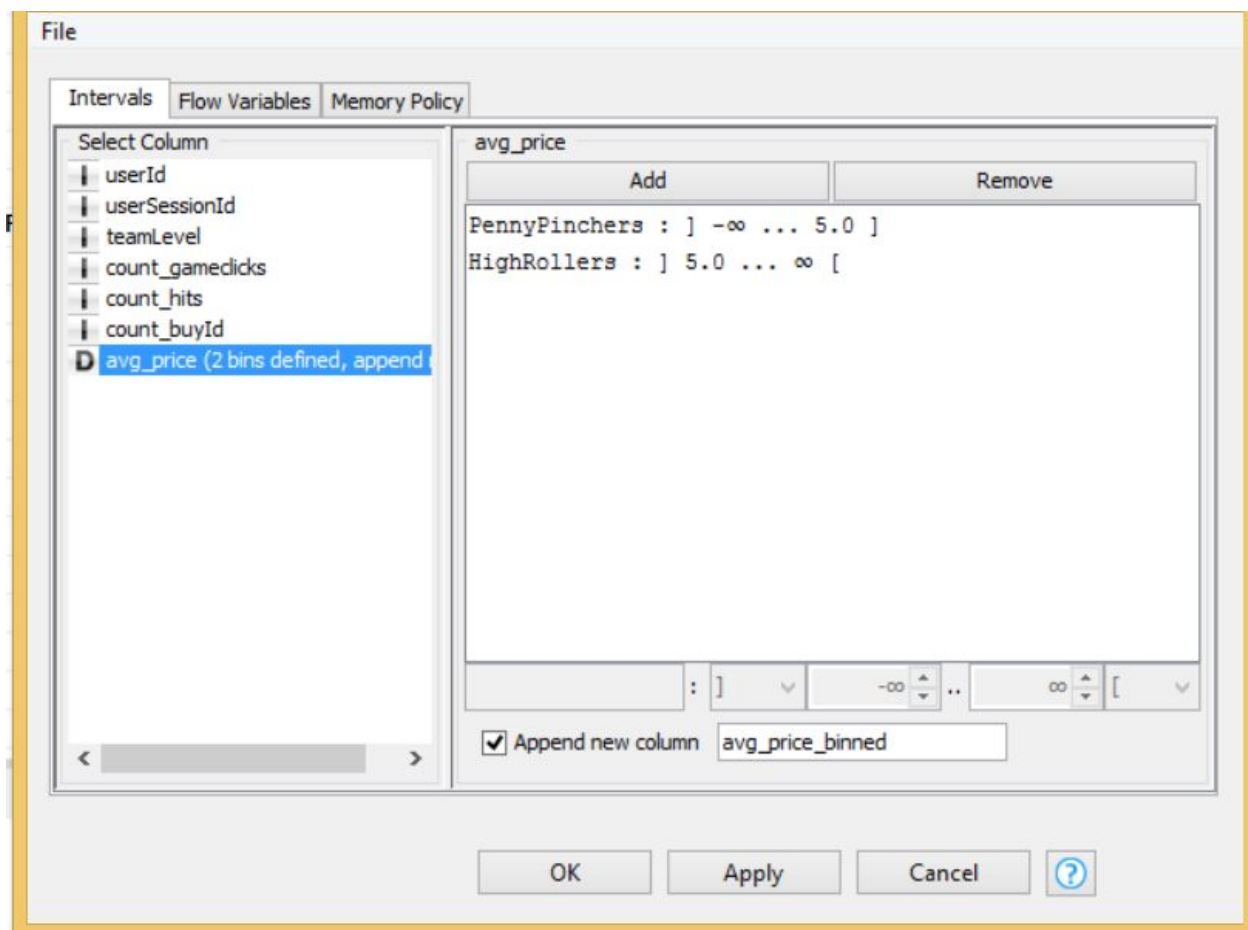 File
Intervals Flow Variables Memory Policy
Select Column
I userId
I userSessionId
I teamLevel
I count_gameclicks
I count_hits
I count_buyId
D avg_price (2 bins defined, append
avg_price
Add Remove
PennyPinchers : ] -∞ ... 5.0 ]
HighRollers : ] 5.0 ... ∞ [
: ] -∞ .. ∞ [
Append new column avg_price_binned
OK Apply Cancel ?